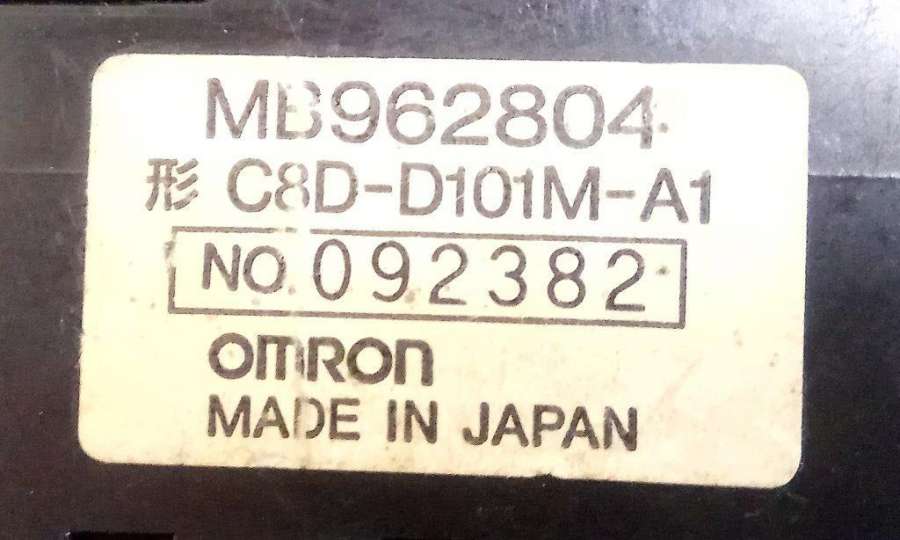 MB962804
形 C8D-D101M-A1
NO. 092382
OMRON
MADE IN JAPAN